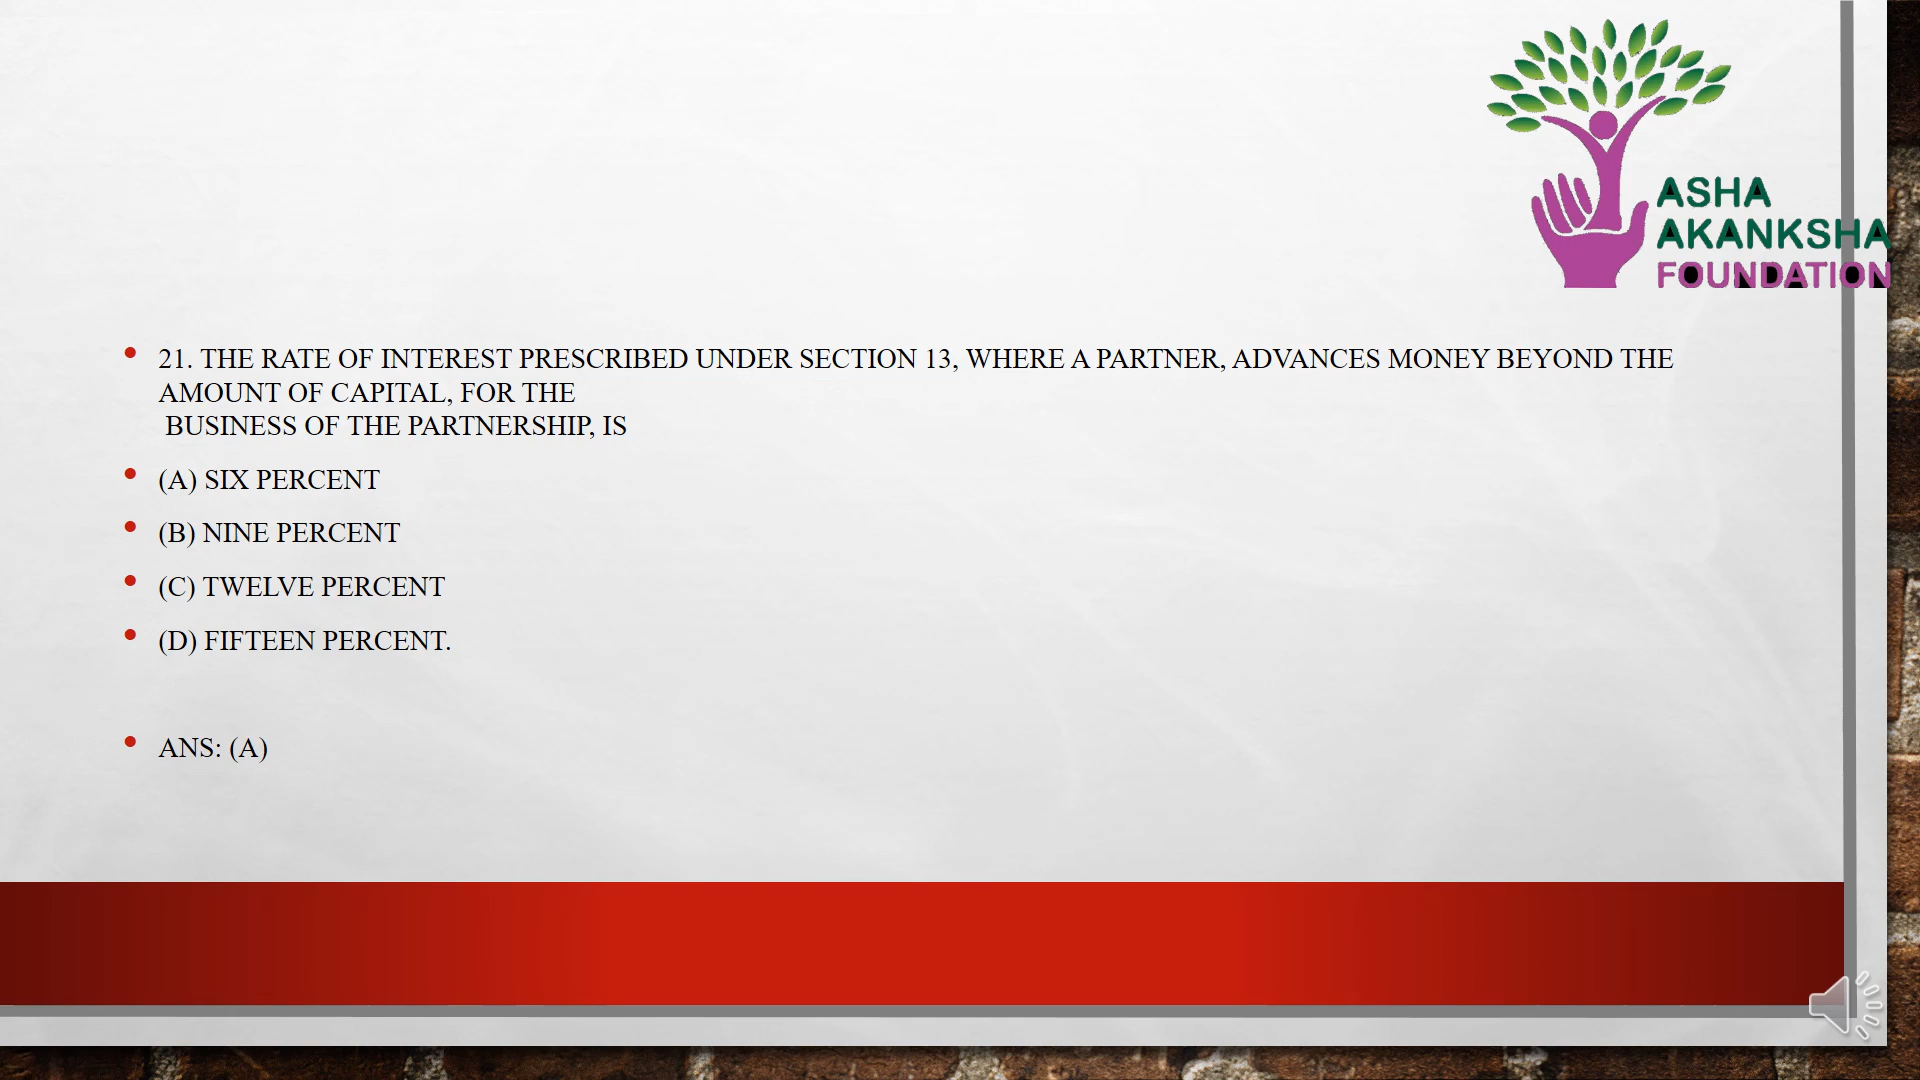 ASHA
AKANKSHA
FOUNDATION
• 21. THE RATE OF INTEREST PRESCRIBED UNDER SECTION 13, WHERE A PARTNER, ADVANCES MONEY BEYOND THE
AMOUNT OF CAPITAL, FOR THE
BUSINESS OF THE PARTNERSHIP, IS
• (A) SIX PERCENT
• (B) NINE PERCENT
• (C) TWELVE PERCENT
• (D) FIFTEEN PERCENT.
• ANS: (A)